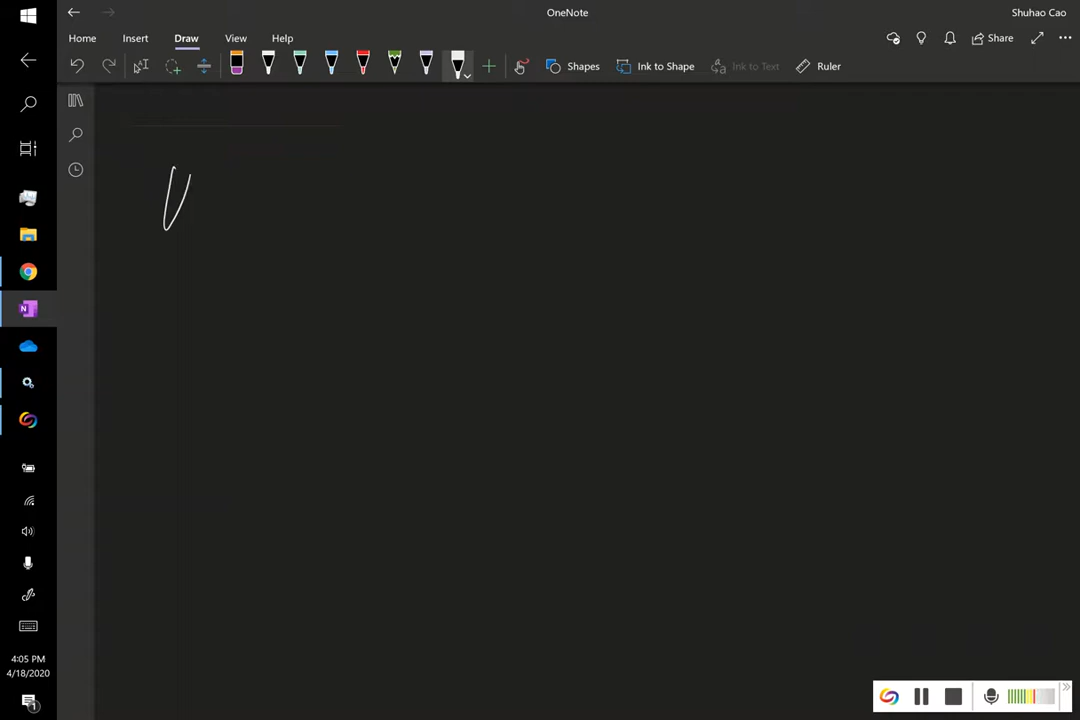 OneNote
Shuhao Cao
Home Insert Draw View Help
Share
Shapes
Ink to Shape
Ink to Text
Ruler
4:05 PM
4/18/2020